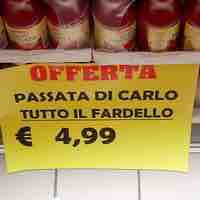 OFFERTA
PASSATA DI CARLO
TUTTO IL FARDELLO
€ 4,99